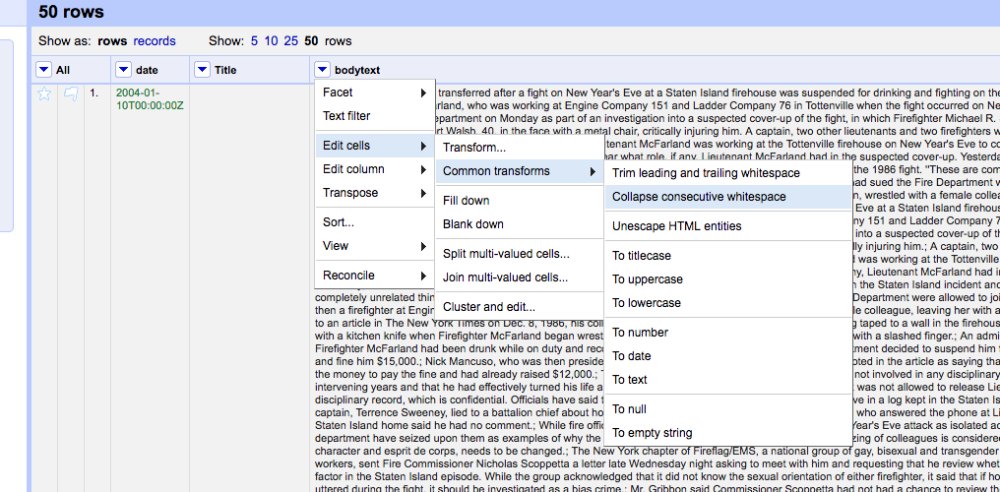 50 rows
Show as: rows records Show: 5 10 25 50 rows
All date Title bodytext
1.
2004-01-
10T00:00:00Z
Facet
Text filter
Edit cells
Edit column
Transpose
Sort...
View
Reconcile
Transform...
Common transforms
Fill down
Blank down
Split multi-valued cells...
Join multi-valued cells...
Cluster and edit...
Trim leading and trailing whitespace
Collapse consecutive whitespace
Unescape HTML entities
To titlecase
To uppercase
To lowercase
To number
To date
To text
To null
To empty string
transferred after a fight on New Year's Eve at a Staten Island firehouse was suspended for drinking and fighting on the
rland, who was working at Engine Company 151 and Ladder Company 76 in Tottenville when the fight occurred on Ne
epartment on Monday as part of an investigation into a suspected cover-up of the fight, in which Firefighter Michael R.
rt Walsh, 40, in the face with a metal chair, critically injuring him. A captain, two other lieutenants and two firefighters w
tenant McFarland was working at the Tottenville firehouse on New Year's Eve to co
ear what role, if any, Lieutenant McFarland had in the suspected cover-up. Yesterda
the 1986 fight. "These are com
had sued the Fire Department w
n, wrestled with a female collea
Eve at a Staten Island firehous
ny 151 and Ladder Company 7
into a suspected cover-up of th
lly injuring him.; A captain, two
was working at the Tottenville
ny, Lieutenant McFarland had in
n the Staten Island incident and
completely unrelated thin Department were allowed to joi
then a firefighter at Engin le colleague, leaving her with a
to an article in The New York Times on Dec. 8, 1986, his coll g taped to a wall in the firehous
with a kitchen knife when Firefighter McFarland began wrest with a slashed finger.; An admi
Firefighter McFarland had been drunk while on duty and reco tment decided to suspend him f
and fine him $15,000.; Nick Mancuso, who was then preside oted in the article as saying that
the money to pay the fine and had already raised $12,000.; T not involved in any disciplinary
intervening years and that he had effectively turned his life a was not allowed to release Lie
disciplinary record, which is confidential. Officials have said t ve in a log kept in the Staten Is
captain, Terrence Sweeney, lied to a battalion chief about ho who answered the phone at Li
Staten Island home said he had no comment.; While fire offic Year's Eve attack as isolated ac
department have seized upon them as examples of why the zing of colleagues is considere
character and esprit de corps, needs to be changed.; The New York chapter of Fireflag/EMS, a national group of gay, bisexual and transgender
workers, sent Fire Commissioner Nicholas Scoppetta a letter late Wednesday night asking to meet with him and requesting that he review whet
factor in the Staten Island episode. While the group acknowledged that it did not know the sexual orientation of either firefighter, it said that if ho
uttered during the fight, it should be investigated as a bias crime.; Mr. Gribbon said Commissioner Scoppetta had not had a chance to review th